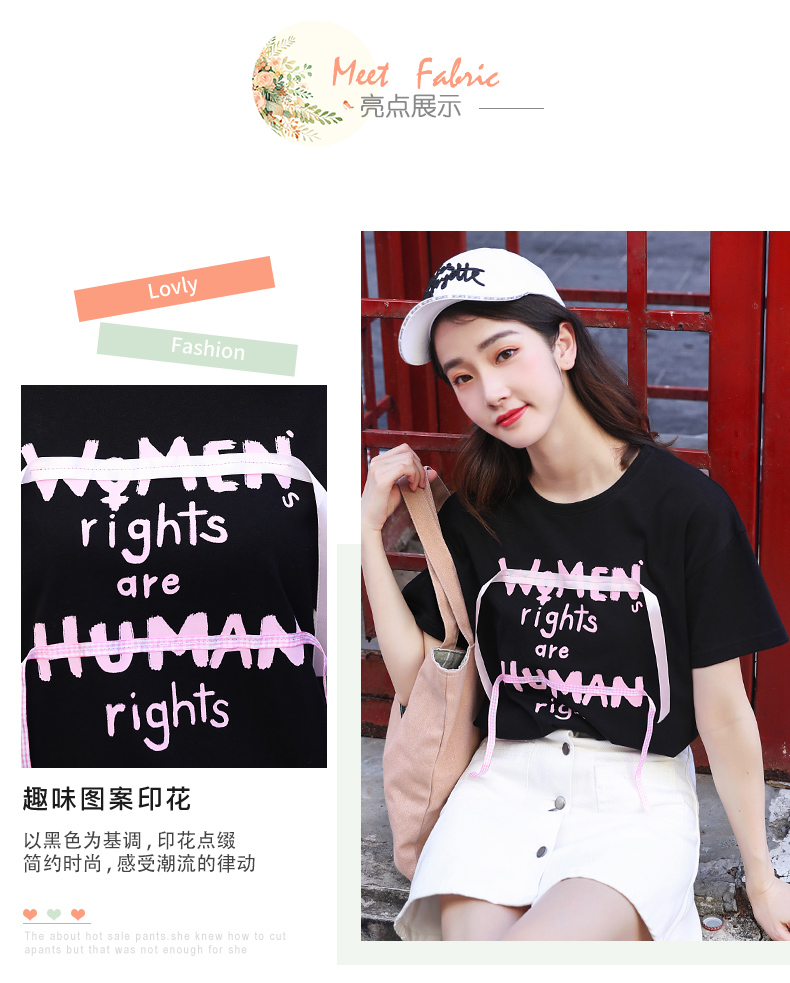 Meet Fabric
亮点展示
Lovly
Fashion
WOMEN'S
rights
are
HUMAN
rights
WOMEN'S
rights
are
HUMAN
rig
趣味图案印花
以黑色为基调,印花点缀
简约时尚,感受潮流的律动
The about hot sale pants.she knew how to cut
apants but that was not enough for she